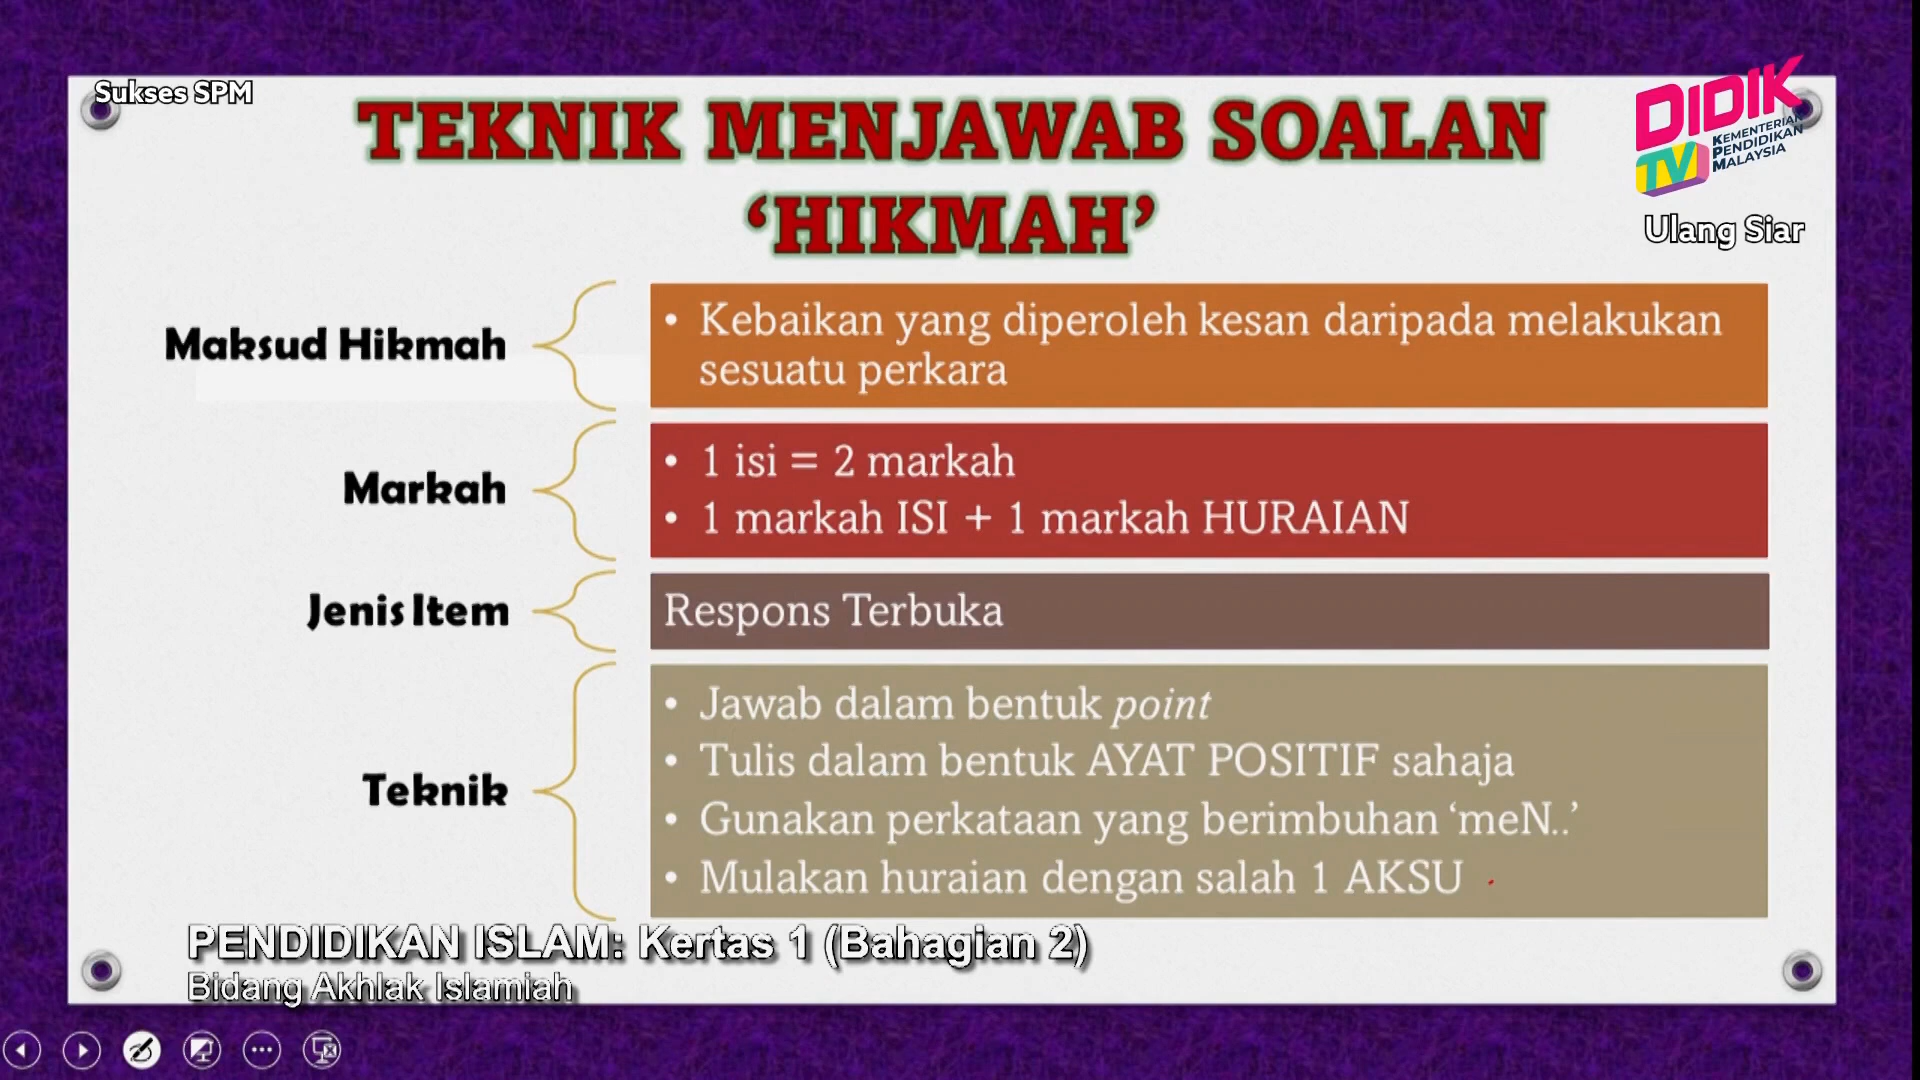 Sukses SPM
TEKNIK MENJAWAB SOALAN
‘HIKMAH’
DIDIK
TV
KEMENTERIAN
PENDIDIKAN
MALAYSIA
Ulang Siar
Maksud Hikmah
• Kebaikan yang diperoleh kesan daripada melakukan
sesuatu perkara
Markah
• 1 isi = 2 markah
• 1 markah ISI + 1 markah HURAIAN
Jenis Item
Respons Terbuka
Teknik
• Jawab dalam bentuk point
• Tulis dalam bentuk AYAT POSITIF sahaja
• Gunakan perkataan yang berimbuhan ‘meN..’
• Mulakan huraian dengan salah 1 AKSU
PENDIDIKAN ISLAM: Kertas 1 (Bahagian 2)
Bidang Akhlak Islamiah